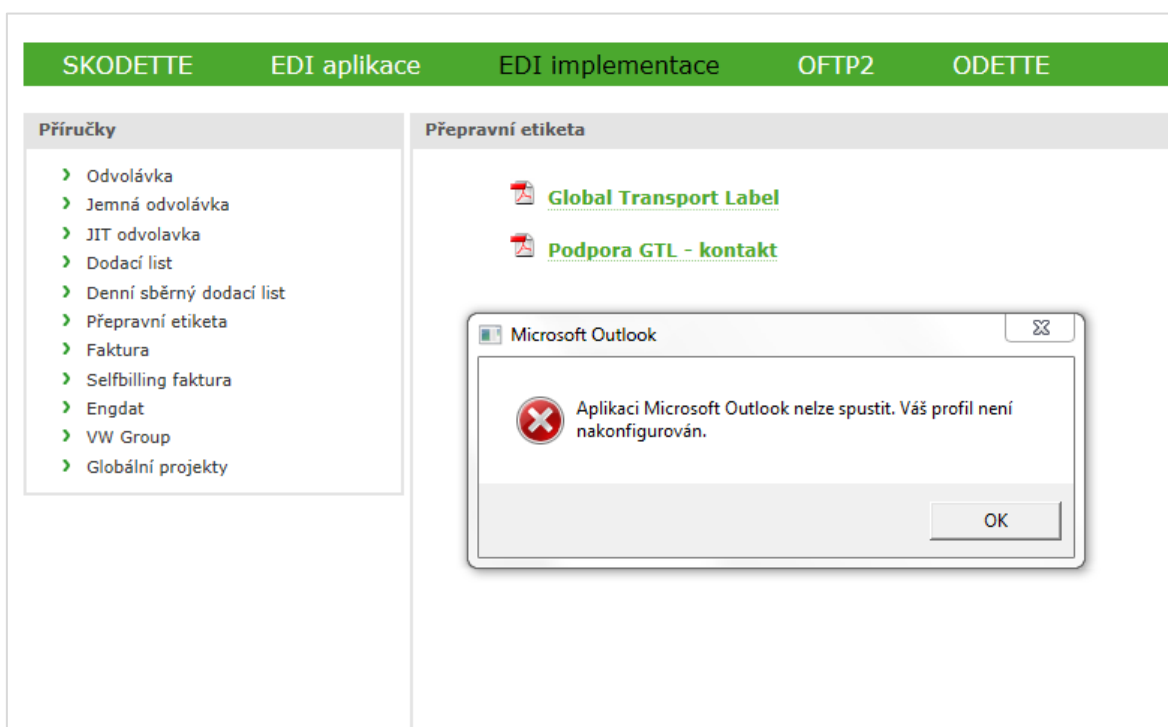 SKODETTE EDI aplikace EDI implementace OFTP2 ODETTE
Příručky
Odvolávka
Jemná odvolávka
JIT odvolavka
Dodací list
Denní sběrný dodací list
Přepravní etiketa
Faktura
Selfbilling faktura
Engdat
VW Group
Globální projekty
Přepravní etiketa
Global Transport Label
Podpora GTL - kontakt
Microsoft Outlook
Aplikaci Microsoft Outlook nelze spustit. Váš profil není
nakonfigurován.
OK